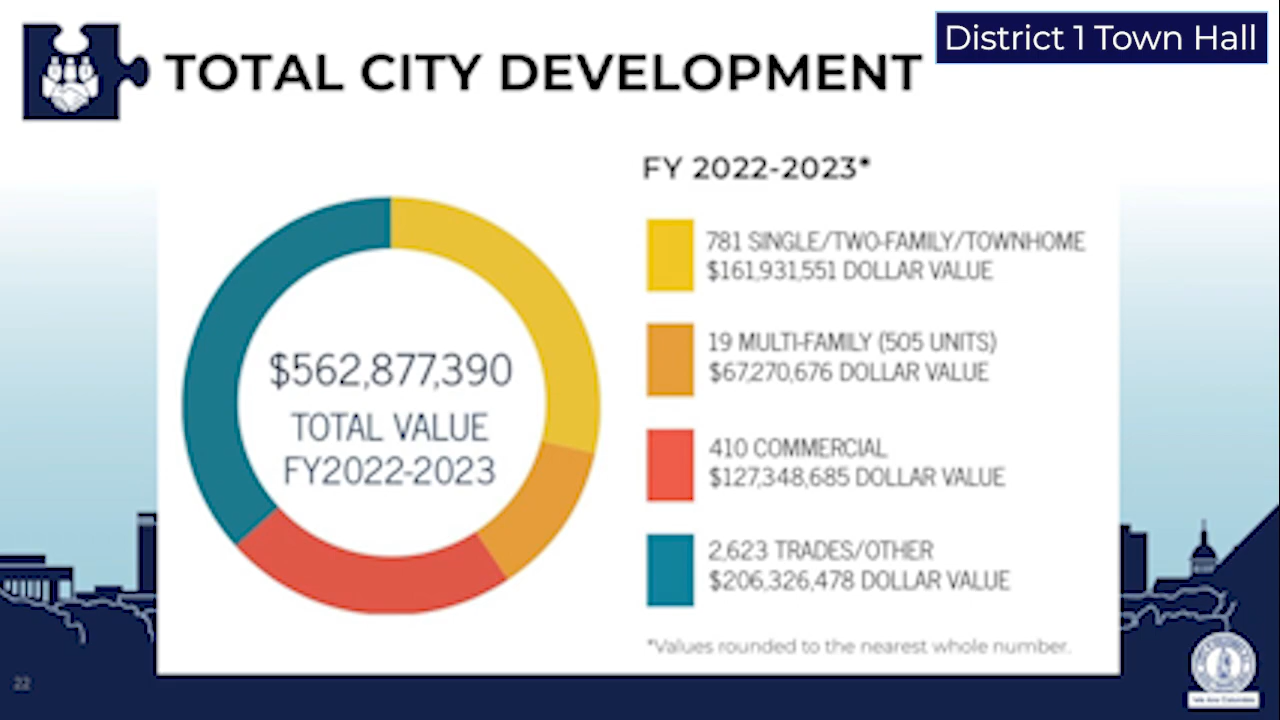 District 1 Town Hall
TOTAL CITY DEVELOPMENT
FY 2022-2023*
781 SINGLE/TWO-FAMILY/TOWNHOME
$161,931,551 DOLLAR VALUE
19 MULTI-FAMILY (505 UNITS)
$67,270,676 DOLLAR VALUE
410 COMMERCIAL
$127,348,685 DOLLAR VALUE
2,623 TRADES/OTHER
$206,326,478 DOLLAR VALUE
$562,877,390
TOTAL VALUE
FY2022-2023
*Values rounded to the nearest whole number.
22
We Are Columbia